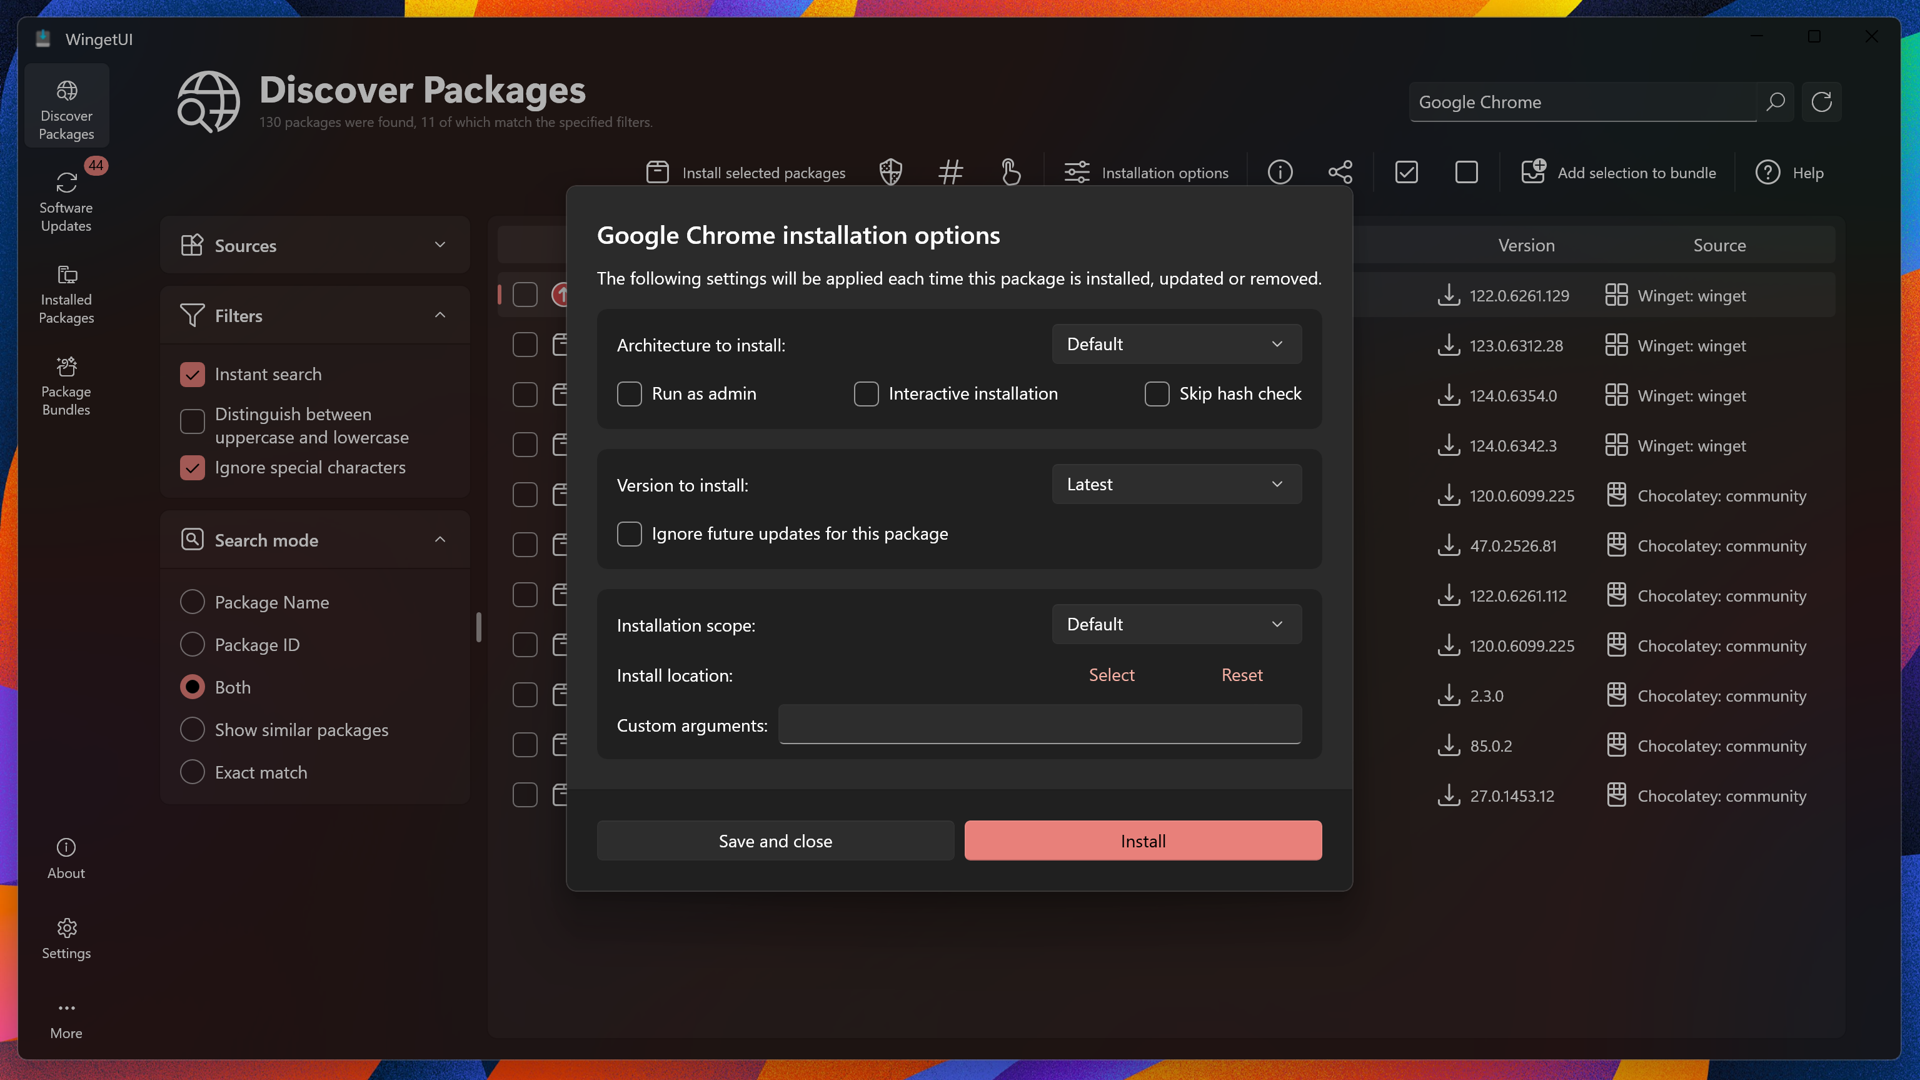 WingetUI
Discover
Packages
44
Software
Updates
Installed
Packages
Package
Bundles
About
Settings
More
Discover Packages
130 packages were found, 11 of which match the specified filters.
Google Chrome
Install selected packages
Installation options
Add selection to bundle
Help
Sources
Filters
Instant search
Distinguish between
uppercase and lowercase
Ignore special characters
Search mode
Package Name
Package ID
Both
Show similar packages
Exact match
Google Chrome installation options
The following settings will be applied each time this package is installed, updated or removed.
Architecture to install: Default
Run as admin Interactive installation Skip hash check
Version to install: Latest
Ignore future updates for this package
Installation scope: Default
Install location: Select Reset
Custom arguments:
Save and close Install
Version Source
122.0.6261.129 Winget: winget
123.0.6312.28 Winget: winget
124.0.6354.0 Winget: winget
124.0.6342.3 Winget: winget
120.0.6099.225 Chocolatey: community
47.0.2526.81 Chocolatey: community
122.0.6261.112 Chocolatey: community
120.0.6099.225 Chocolatey: community
2.3.0 Chocolatey: community
85.0.2 Chocolatey: community
27.0.1453.12 Chocolatey: community